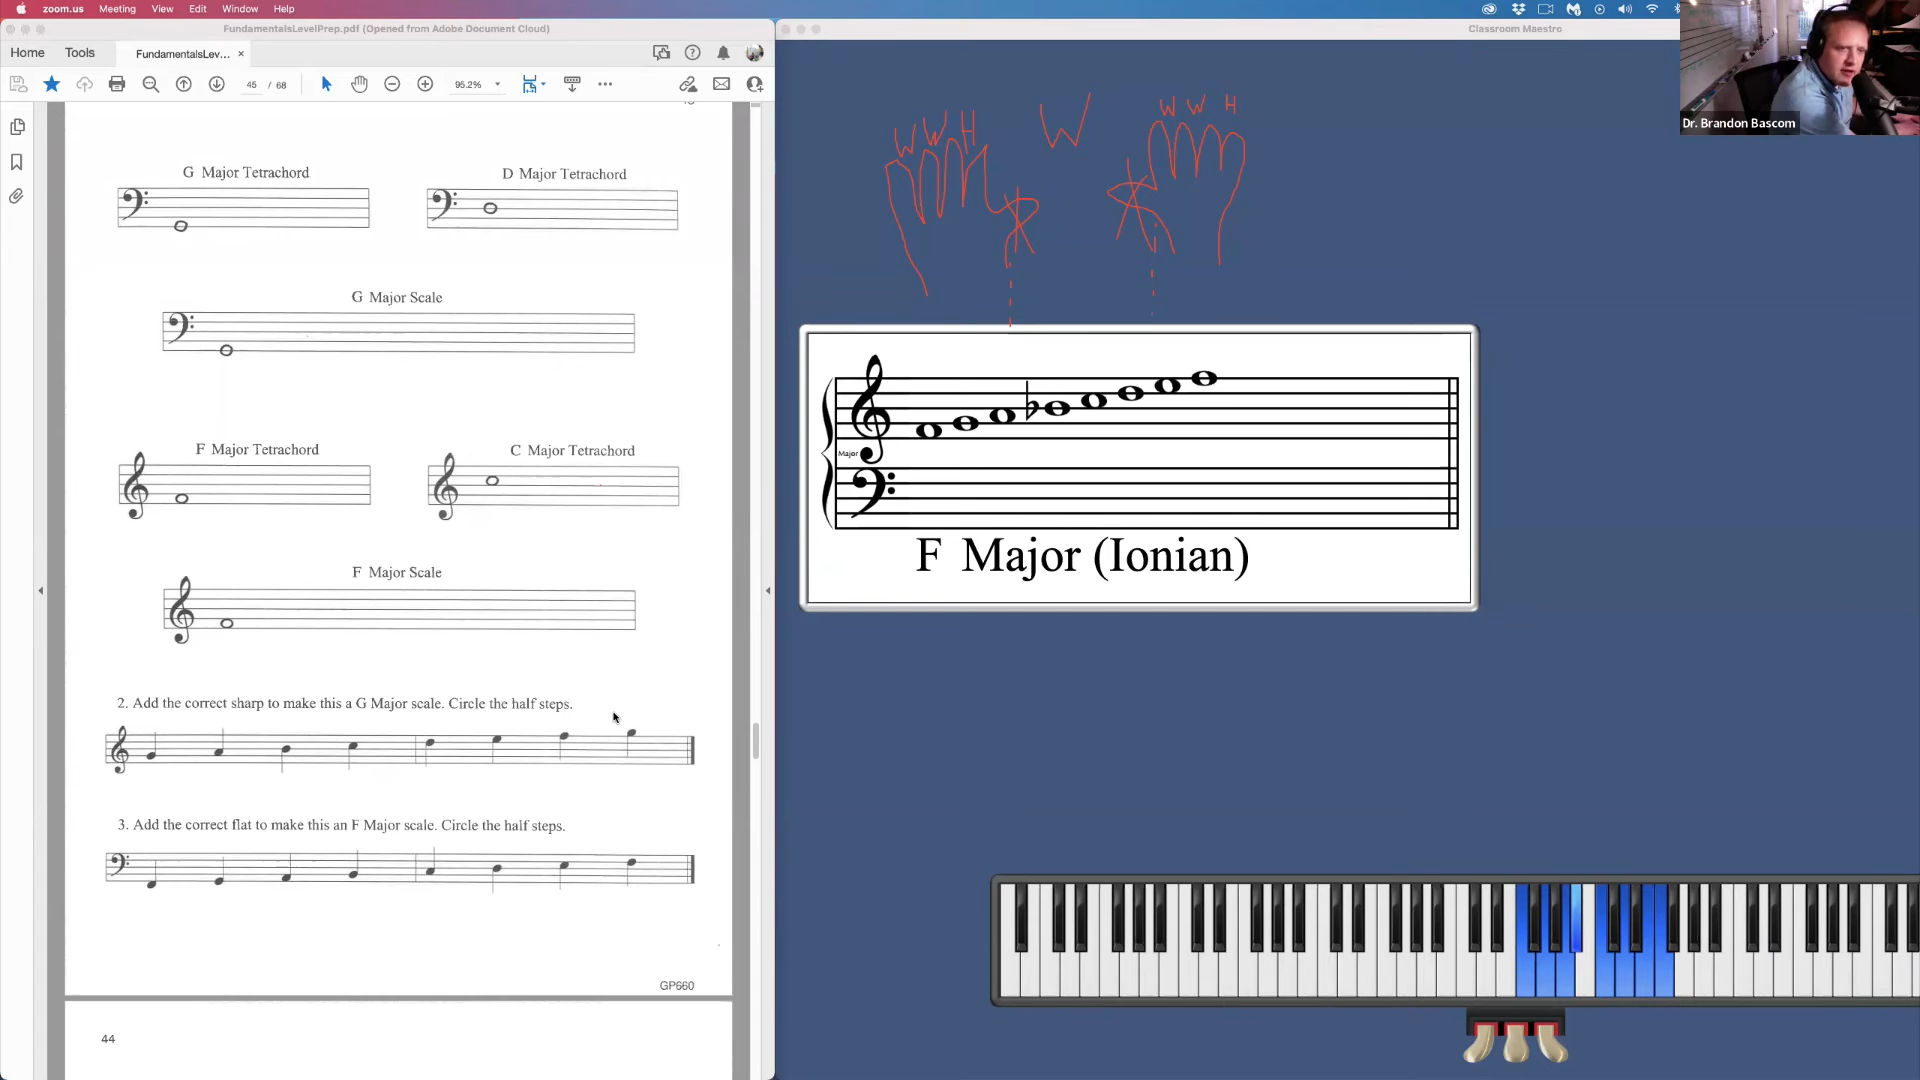 zoom.us Meeting View Edit Window Help
FundamentalsLevelPrep.pdf (Opened from Adobe Document Cloud)
Classroom Maestro
Home Tools FundamentalsLev... ×
45 / 68 95.2%
Dr. Brandon Bascom
W W H W W W H
G Major Tetrachord D Major Tetrachord
G Major Scale
F Major Tetrachord C Major Tetrachord
F Major Scale
Major
F Major (Ionian)
2. Add the correct sharp to make this a G Major scale. Circle the half steps.
3. Add the correct flat to make this an F Major scale. Circle the half steps.
GP660
44